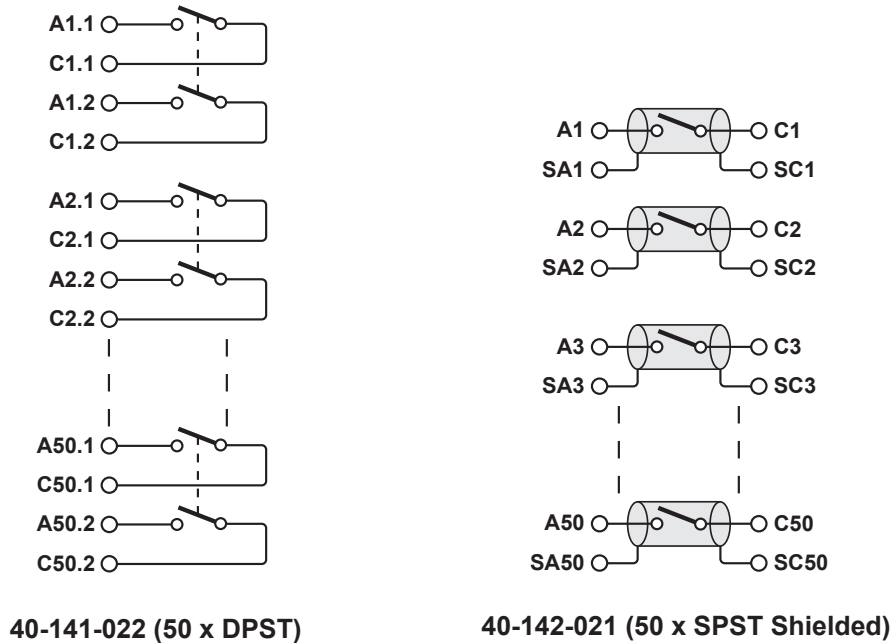 A1.1
C1.1
A1.2
C1.2
A2.1
C2.1
A2.2
C2.2
A50.1
C50.1
A50.2
C50.2
40-141-022 (50 x DPST)
A1 C1
SA1 SC1
A2 C2
SA2 SC2
A3 C3
SA3 SC3
A50 C50
SA50 SC50
40-142-021 (50 x SPST Shielded)